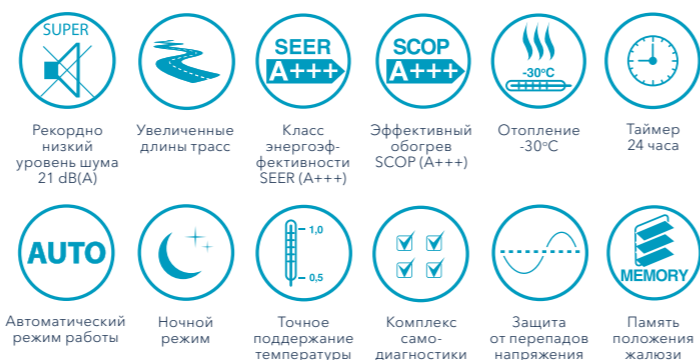 SUPER
Рекордно
низкий
уровень шума
21 dB(A)
Увеличенные
длины трасс
SEER
A+++
Класс
энергоэф-
фективности
SEER (A+++)
SCOP
A+++
Эффективный
обогрев
SCOP (A+++)
-30°C
Отопление
-30°C
Таймер
24 часа
AUTO
Автоматический
режим работы
Ночной
режим
1,0
0,5
Точное
поддержание
температуры
Комплекс
само-
диагностики
Защита
от перепадов
напряжения
MEMORY
Память
положения
жалюзи